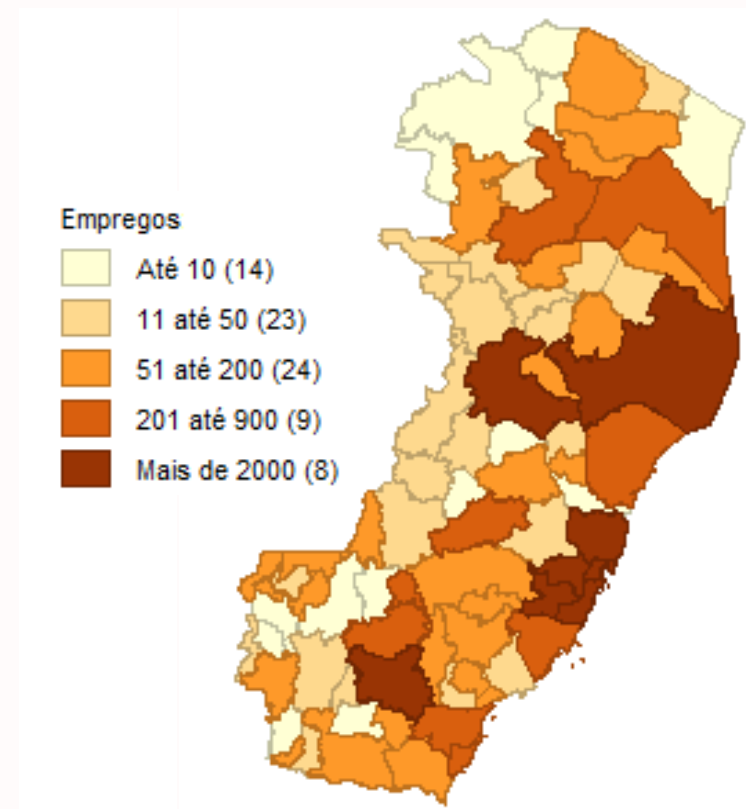 Empregos
Até 10 (14)
11 até 50 (23)
51 até 200 (24)
201 até 900 (9)
Mais de 2000 (8)